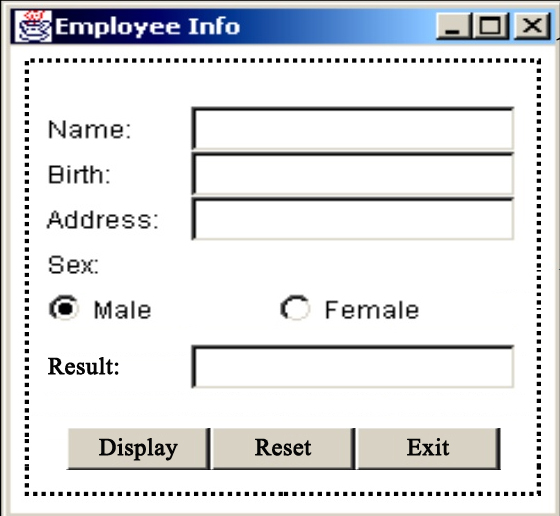 Employee Info
Name:
Birth:
Address:
Sex:
Male Female
Result:
Display Reset Exit